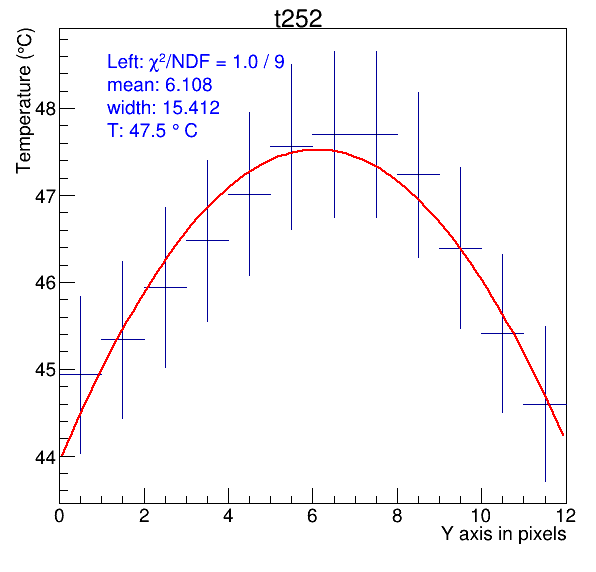 t252
Temperature (°C)
Left: χ²/NDF = 1.0 / 9
mean: 6.108
width: 15.412
T: 47.5 ° C
48
47
46
45
44
0 2 4 6 8 10 12
Y axis in pixels